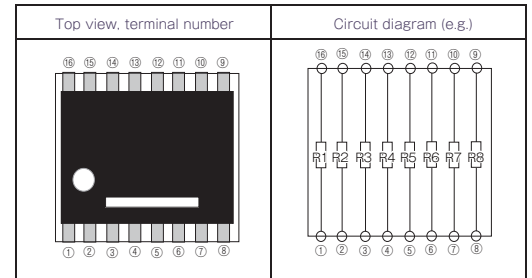 Top view, terminal number
Circuit diagram (e.g.)
⑯ ⑮ ⑭ ⑬ ⑫ ⑪ ⑩ ⑨
① ② ③ ④ ⑤ ⑥ ⑦ ⑧
⑯ ⑮ ⑭ ⑬ ⑫ ⑪ ⑩ ⑨
R1 R2 R3 R4 R5 R6 R7 R8
① ② ③ ④ ⑤ ⑥ ⑦ ⑧